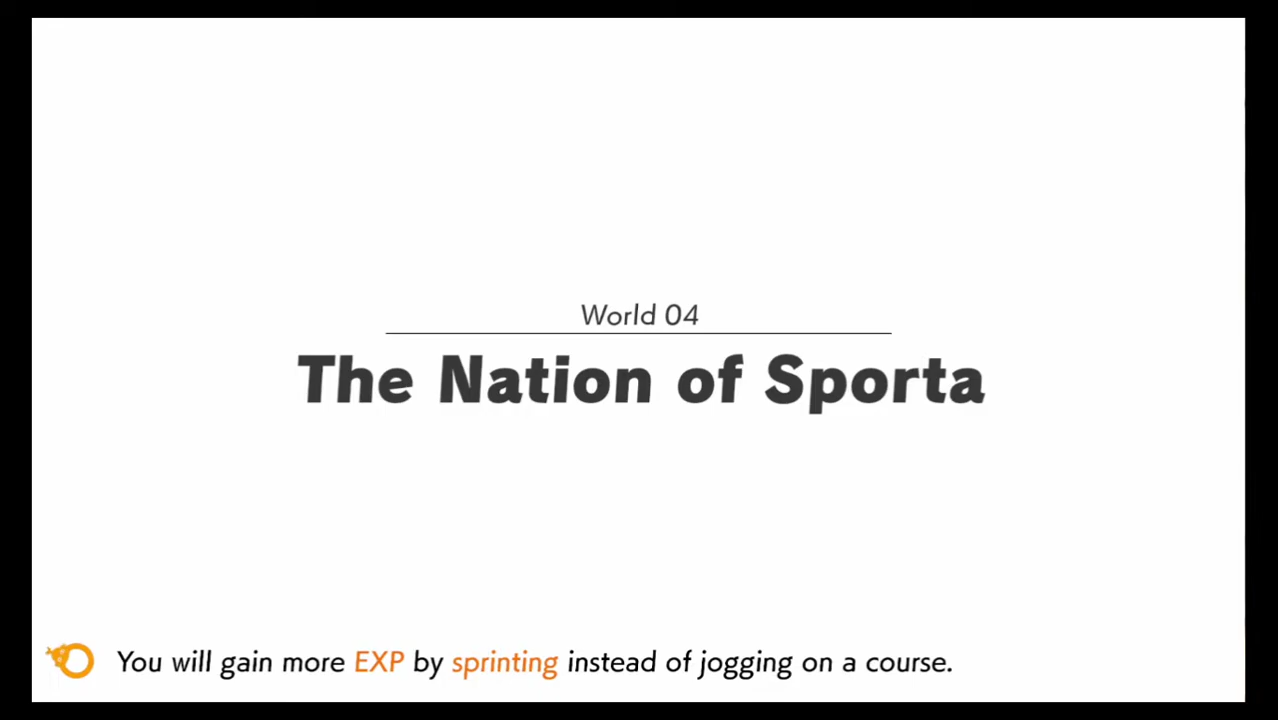 World 04
The Nation of Sporta
You will gain more EXP by sprinting instead of jogging on a course.